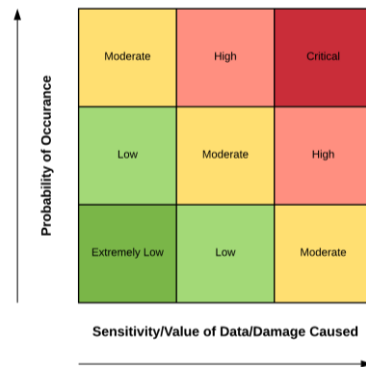 Moderate
High
Critical
Low
Moderate
High
Extremely Low
Low
Moderate
Probability of Occurance
Sensitivity/Value of Data/Damage Caused